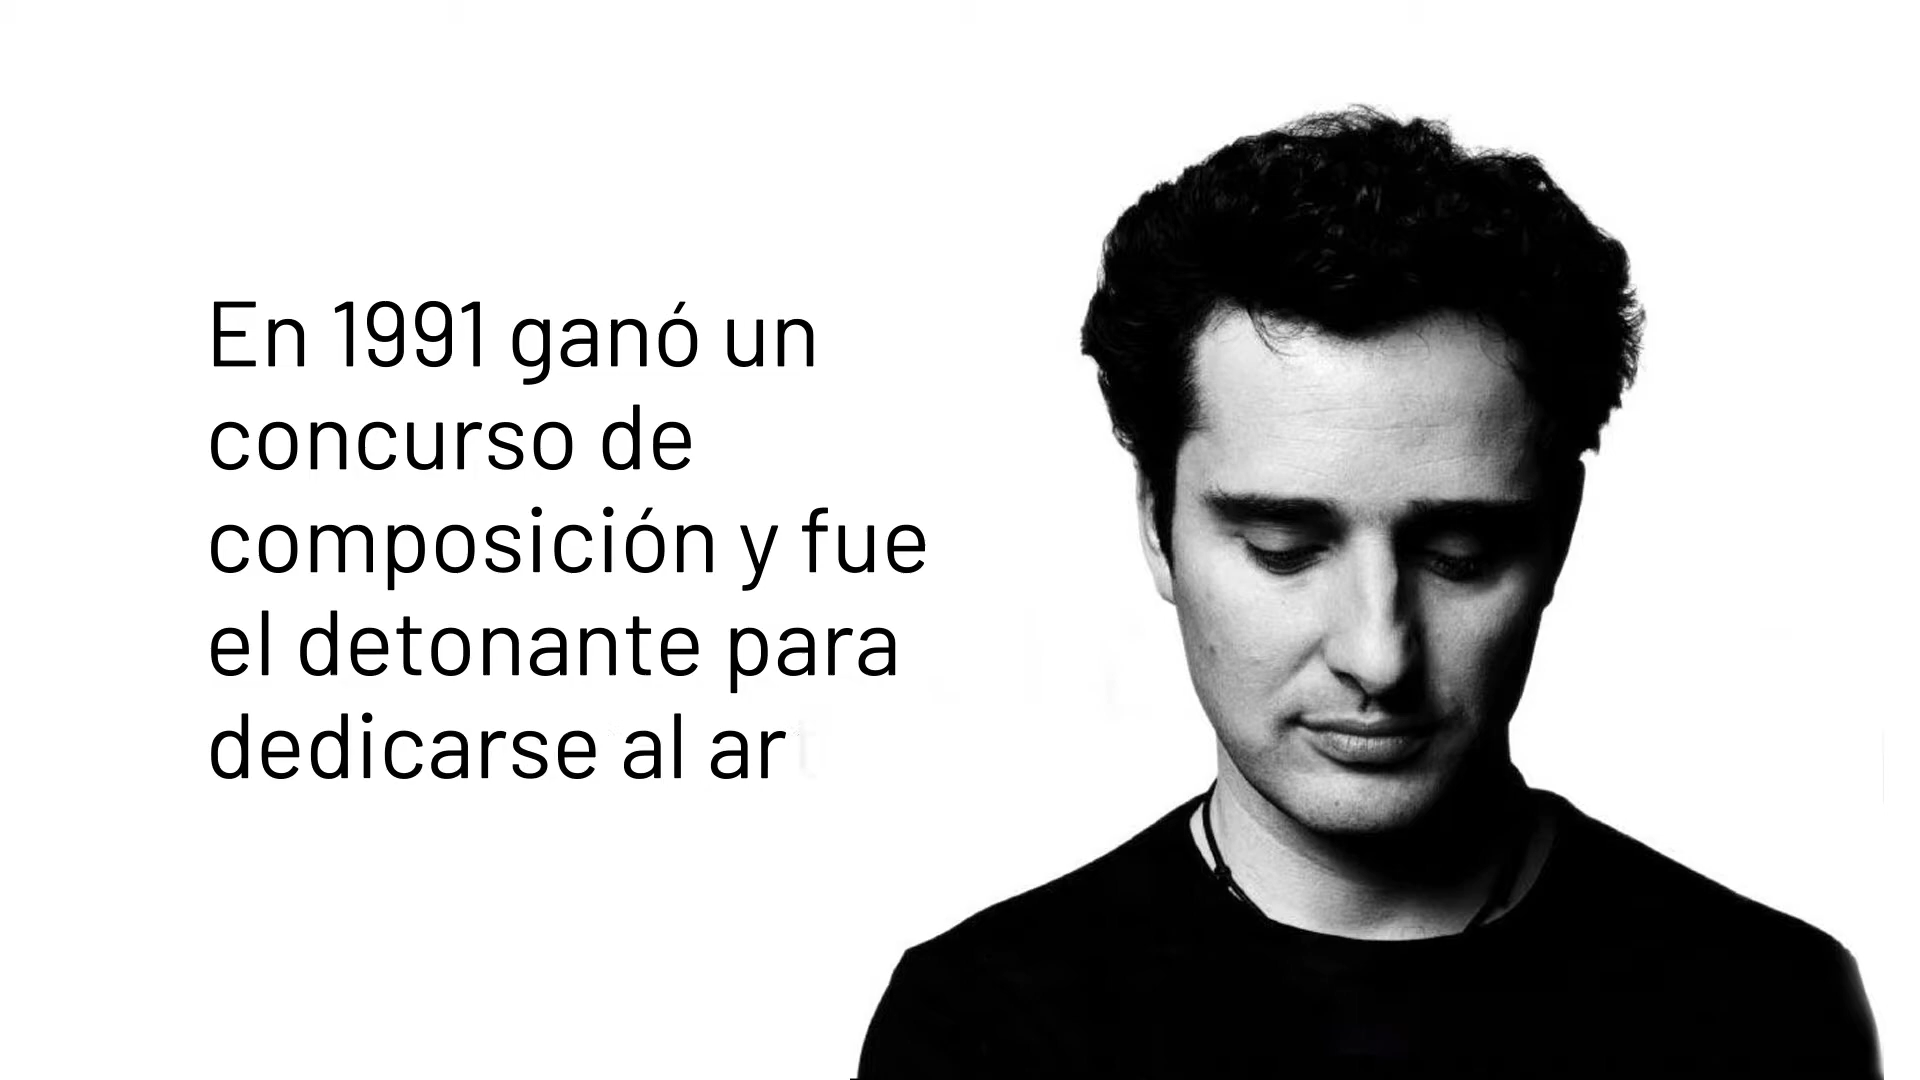 En 1991 ganó un
concurso de
composición y fue
el detonante para
dedicarse al ar